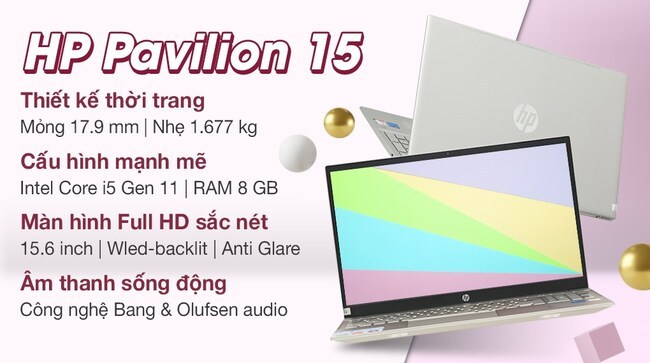 HP Pavilion 15
Thiết kế thời trang
Mỏng 17.9 mm | Nhẹ 1.677 kg
Cấu hình mạnh mẽ
Intel Core i5 Gen 11 | RAM 8 GB
Màn hình Full HD sắc nét
15.6 inch | Wled-backlit | Anti Glare
Âm thanh sống động
Công nghệ Bang & Olufsen audio
hp
hp